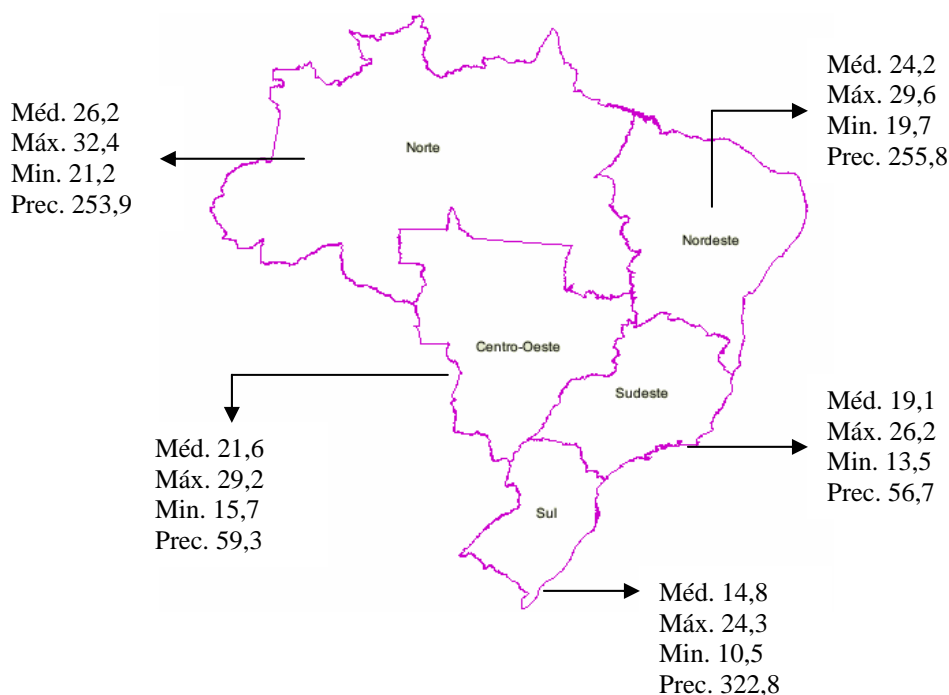 Méd. 24,2
Máx. 29,6
Min. 19,7
Prec. 255,8
Méd. 26,2
Máx. 32,4
Min. 21,2
Prec. 253,9
Norte
Nordeste
Centro-Oeste
Sudeste
Méd. 19,1
Máx. 26,2
Min. 13,5
Prec. 56,7
Méd. 21,6
Máx. 29,2
Min. 15,7
Prec. 59,3
Sul
Méd. 14,8
Máx. 24,3
Min. 10,5
Prec. 322,8